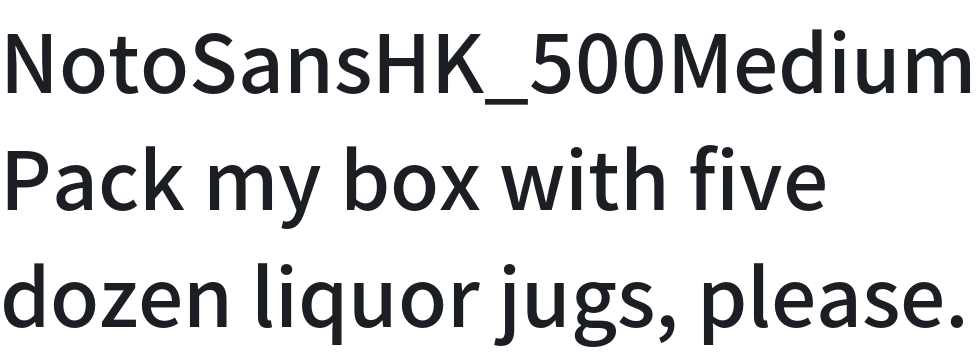 NotoSansHK_500Medium
Pack my box with five
dozen liquor jugs, please.